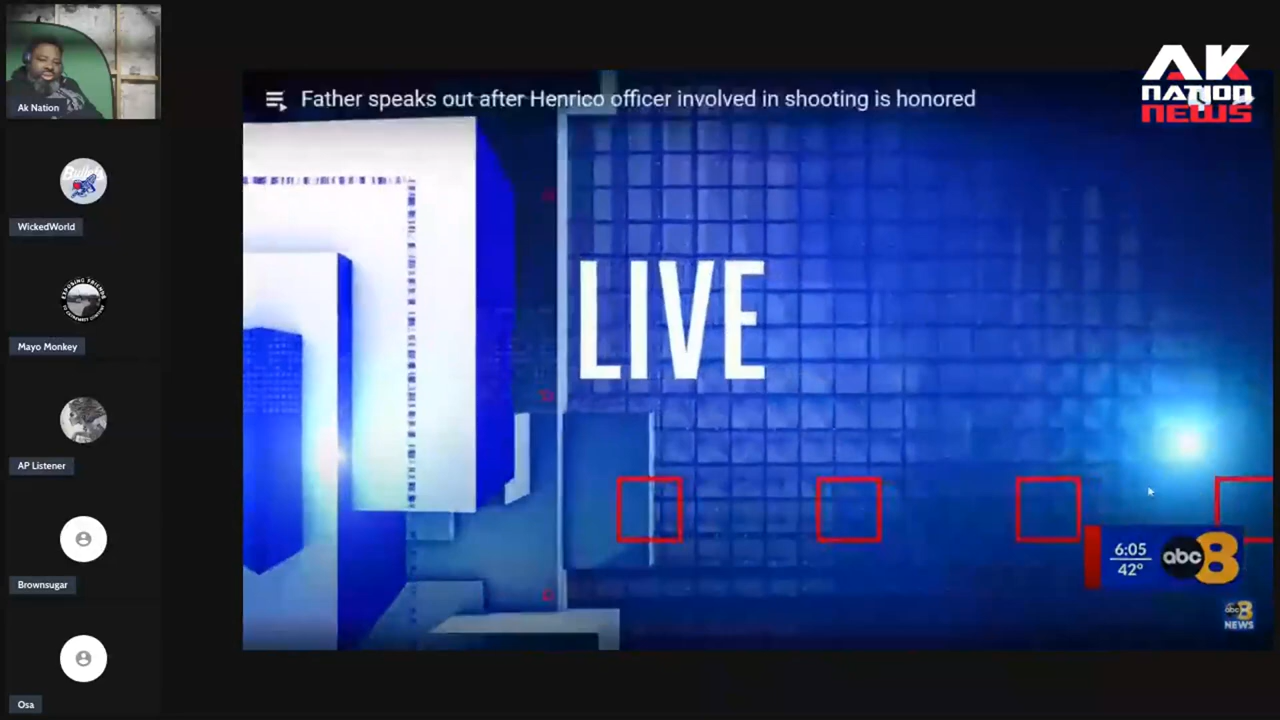 Ak Nation
WickedWorld
Mayo Monkey
AP Listener
Brownsugar
Osa
Father speaks out after Henrico officer involved in shooting is honored
AK
NATION
NEWS
LIVE
6:05
42°
abc 8
abc 8
NEWS